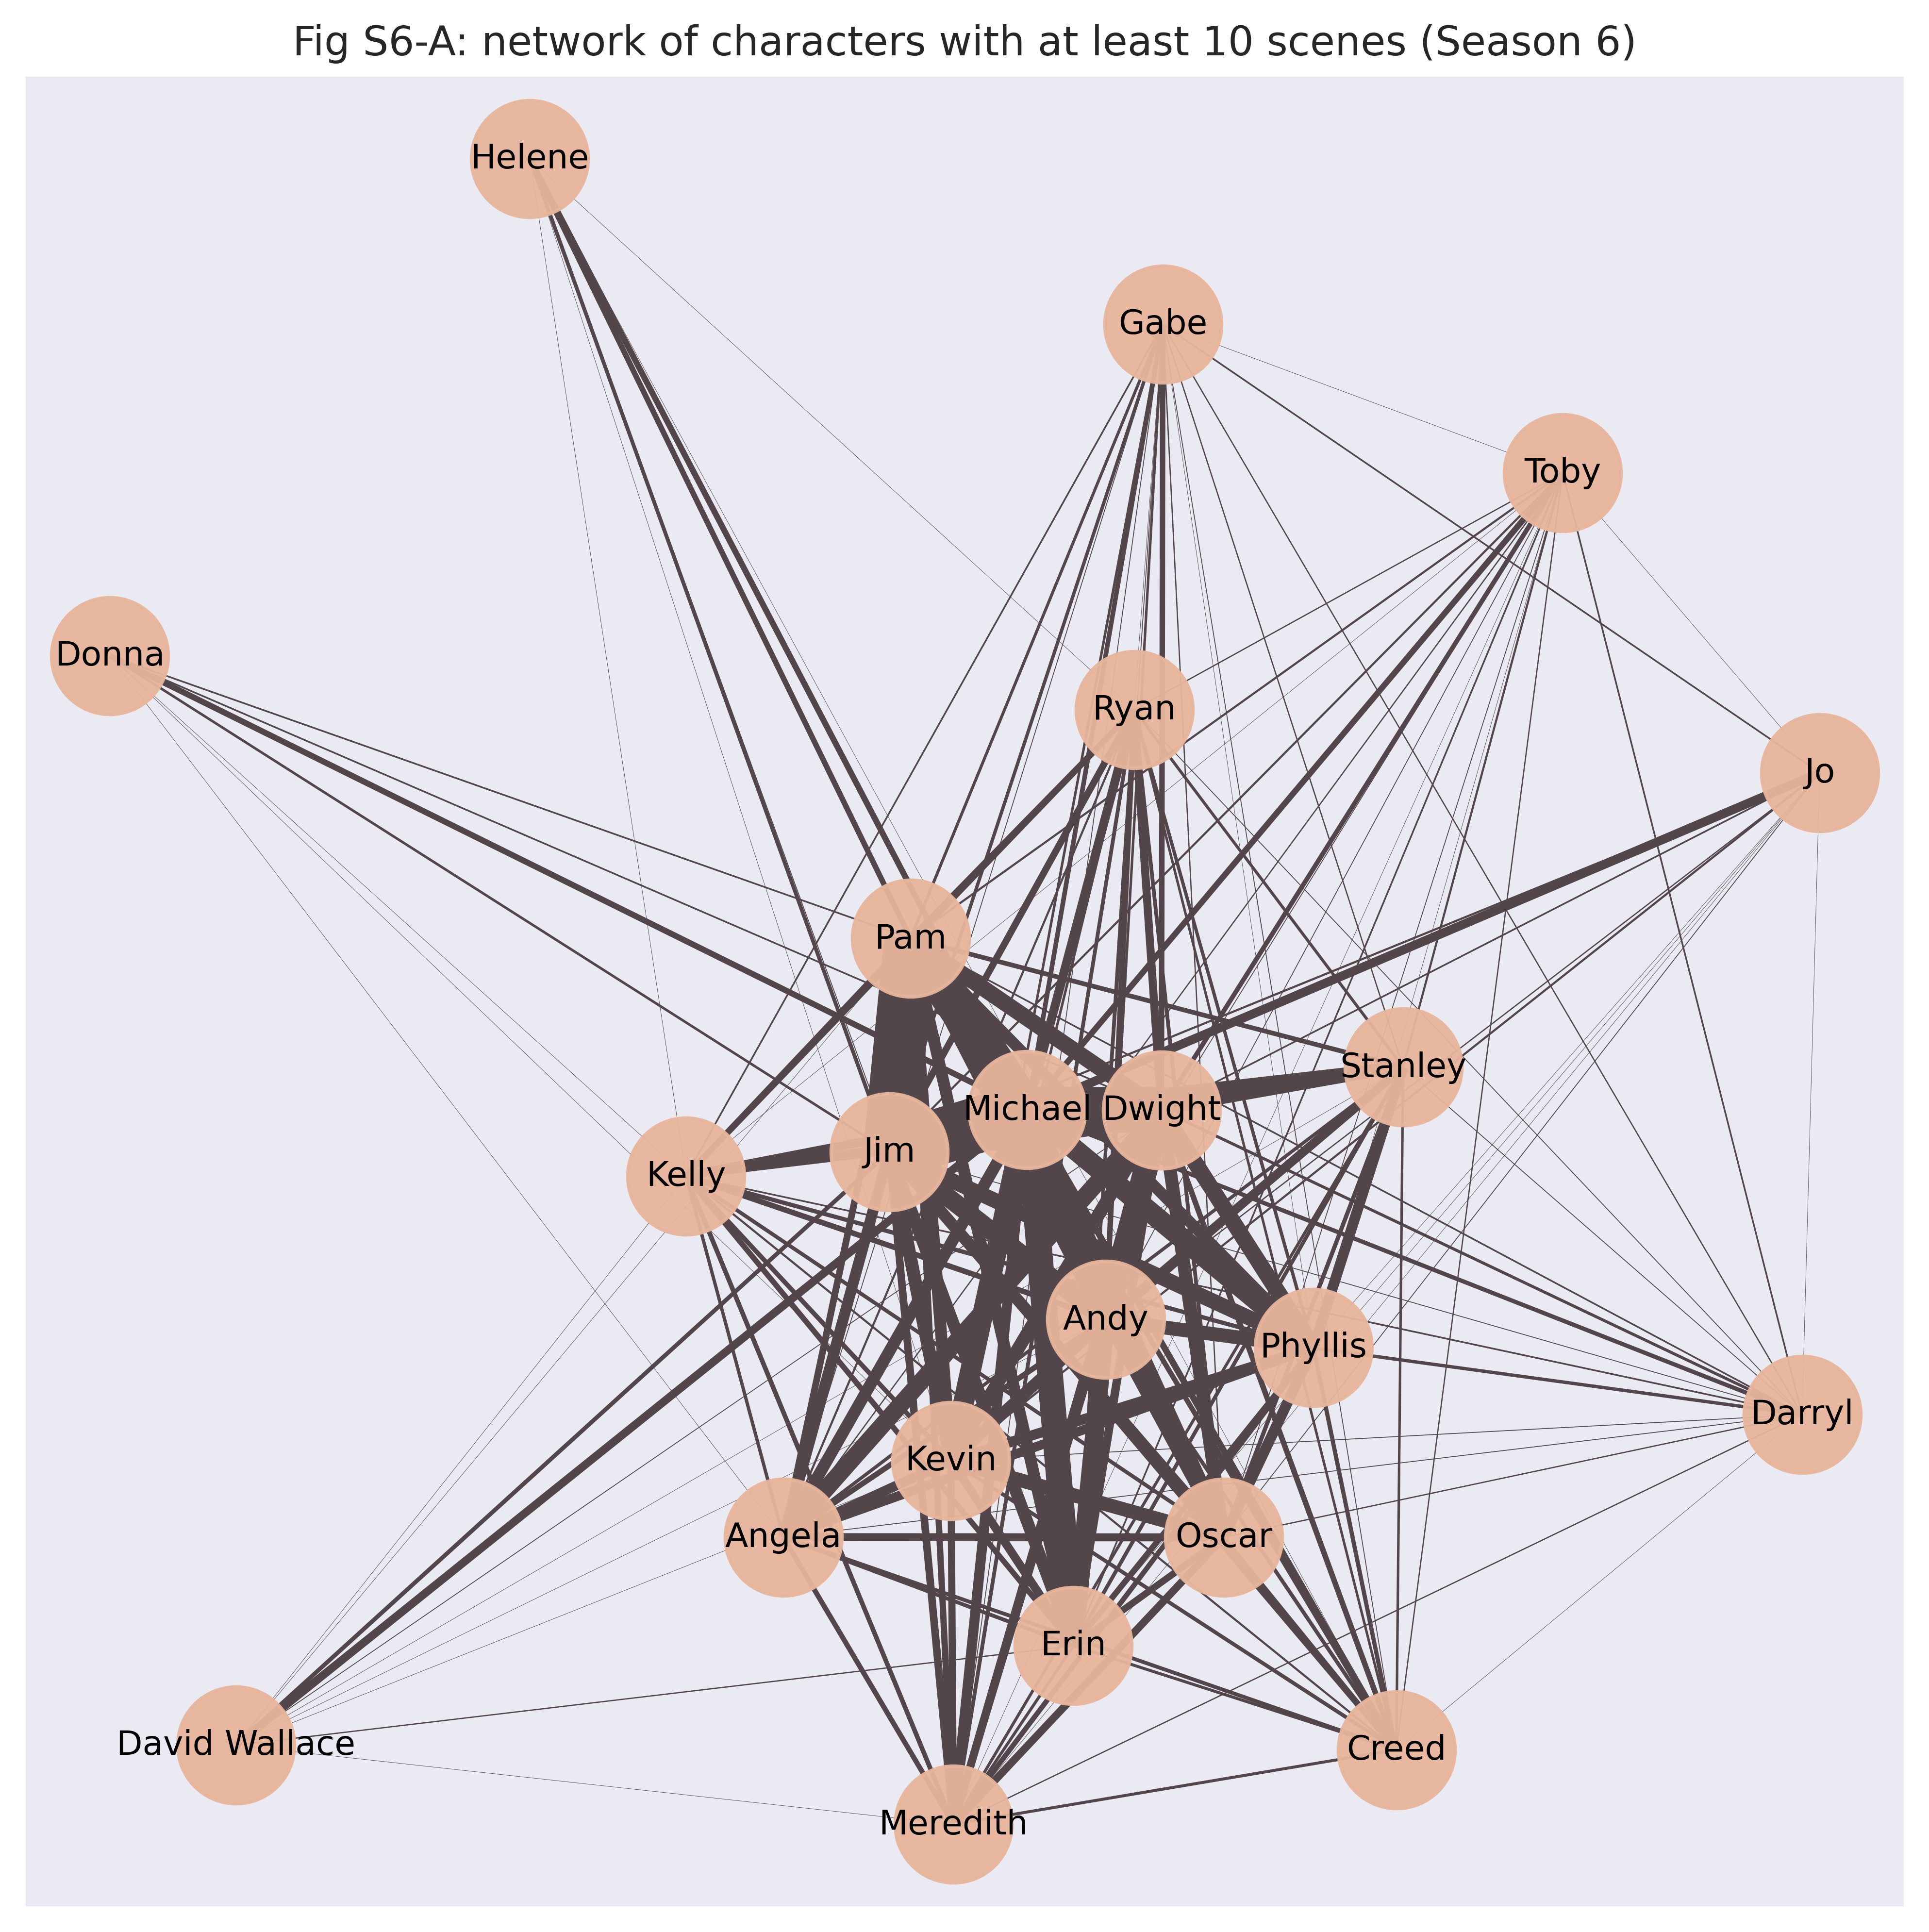 Fig S6-A: network of characters with at least 10 scenes (Season 6)
Helene
Gabe
Toby
Donna
Ryan
Jo
Pam
Stanley
Michael
Dwight
Jim
Kelly
Andy
Phyllis
Darryl
Kevin
Angela
Oscar
Erin
David Wallace
Creed
Meredith